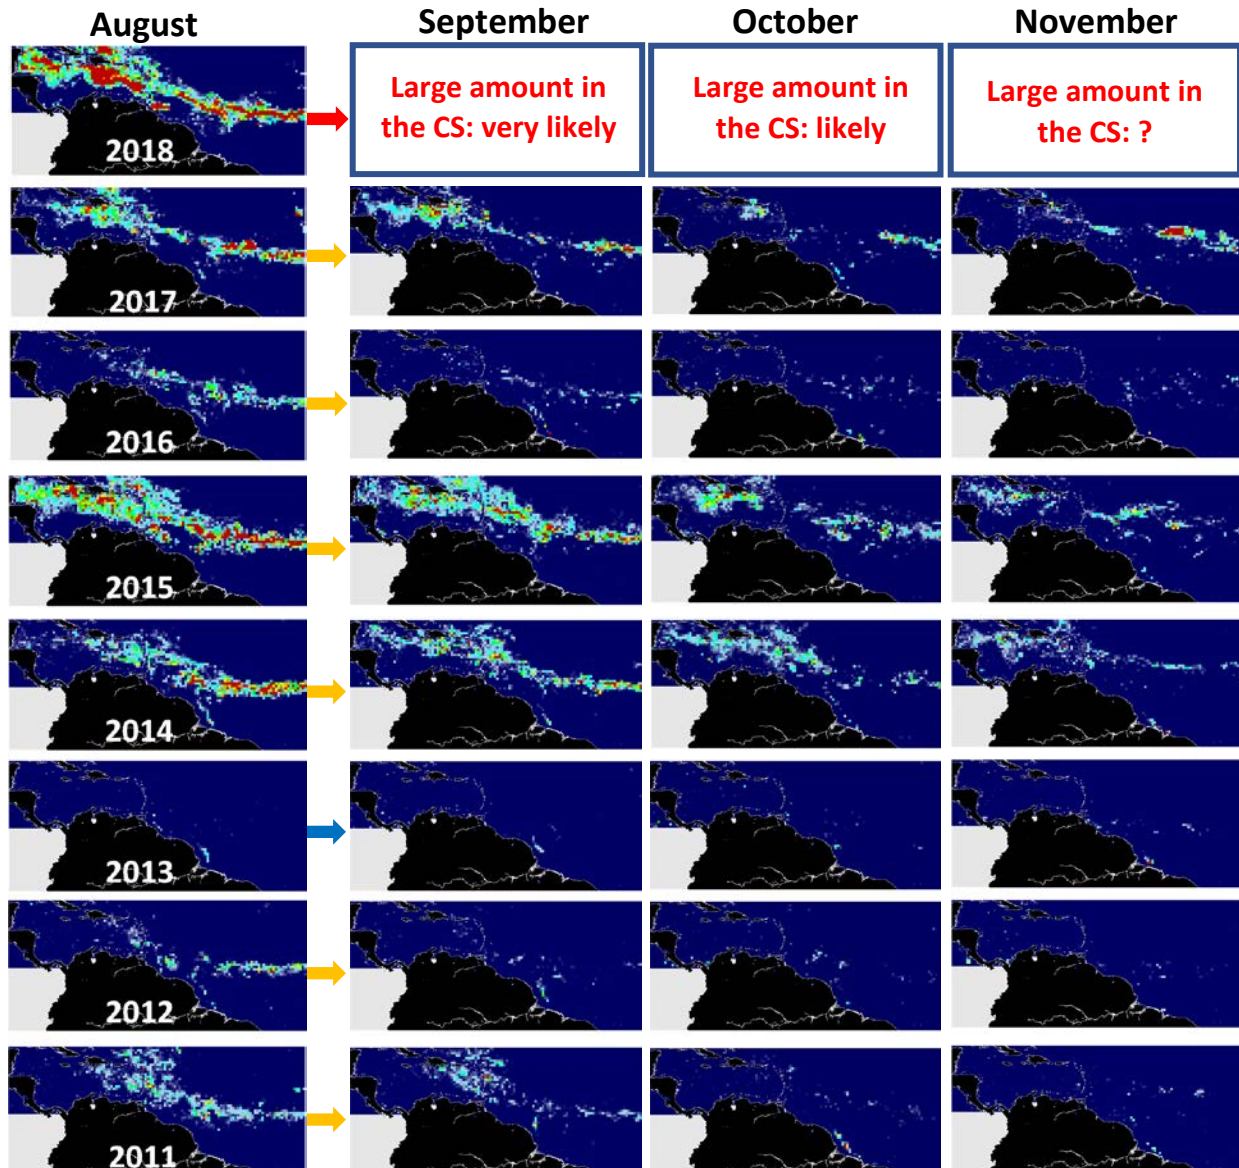 August
September
October
November
2018
Large amount in
the CS: very likely
Large amount in
the CS: likely
Large amount in
the CS: ?
2017
2016
2015
2014
2013
2012
2011